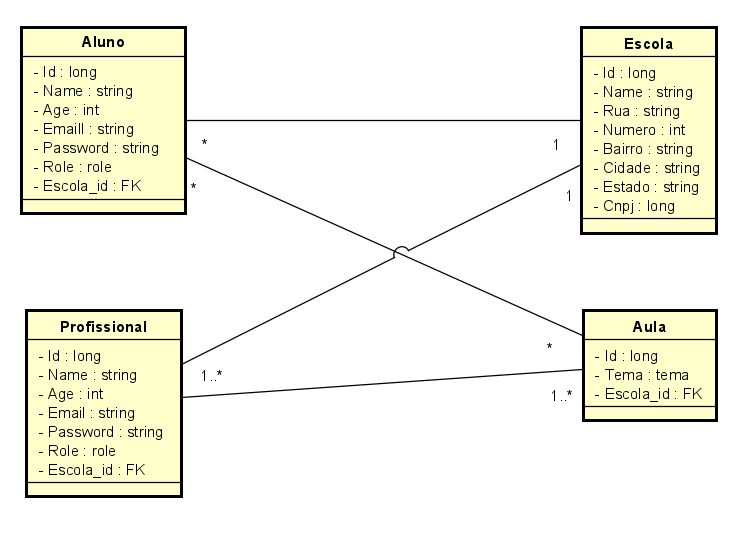 Aluno
- Id : long
- Name : string
- Age : int
- Emaill : string
- Password : string
- Role : role
- Escola_id : FK
Escola
- Id : long
- Name : string
- Rua : string
- Numero : int
- Bairro : string
- Cidade : string
- Estado : string
- Cnpj : long
*
1
*
1
Profissional
- Id : long
- Name : string
- Age : int
- Email : string
- Password : string
- Role : role
- Escola_id : FK
Aula
- Id : long
- Tema : tema
- Escola_id : FK
*
1..*
1..*